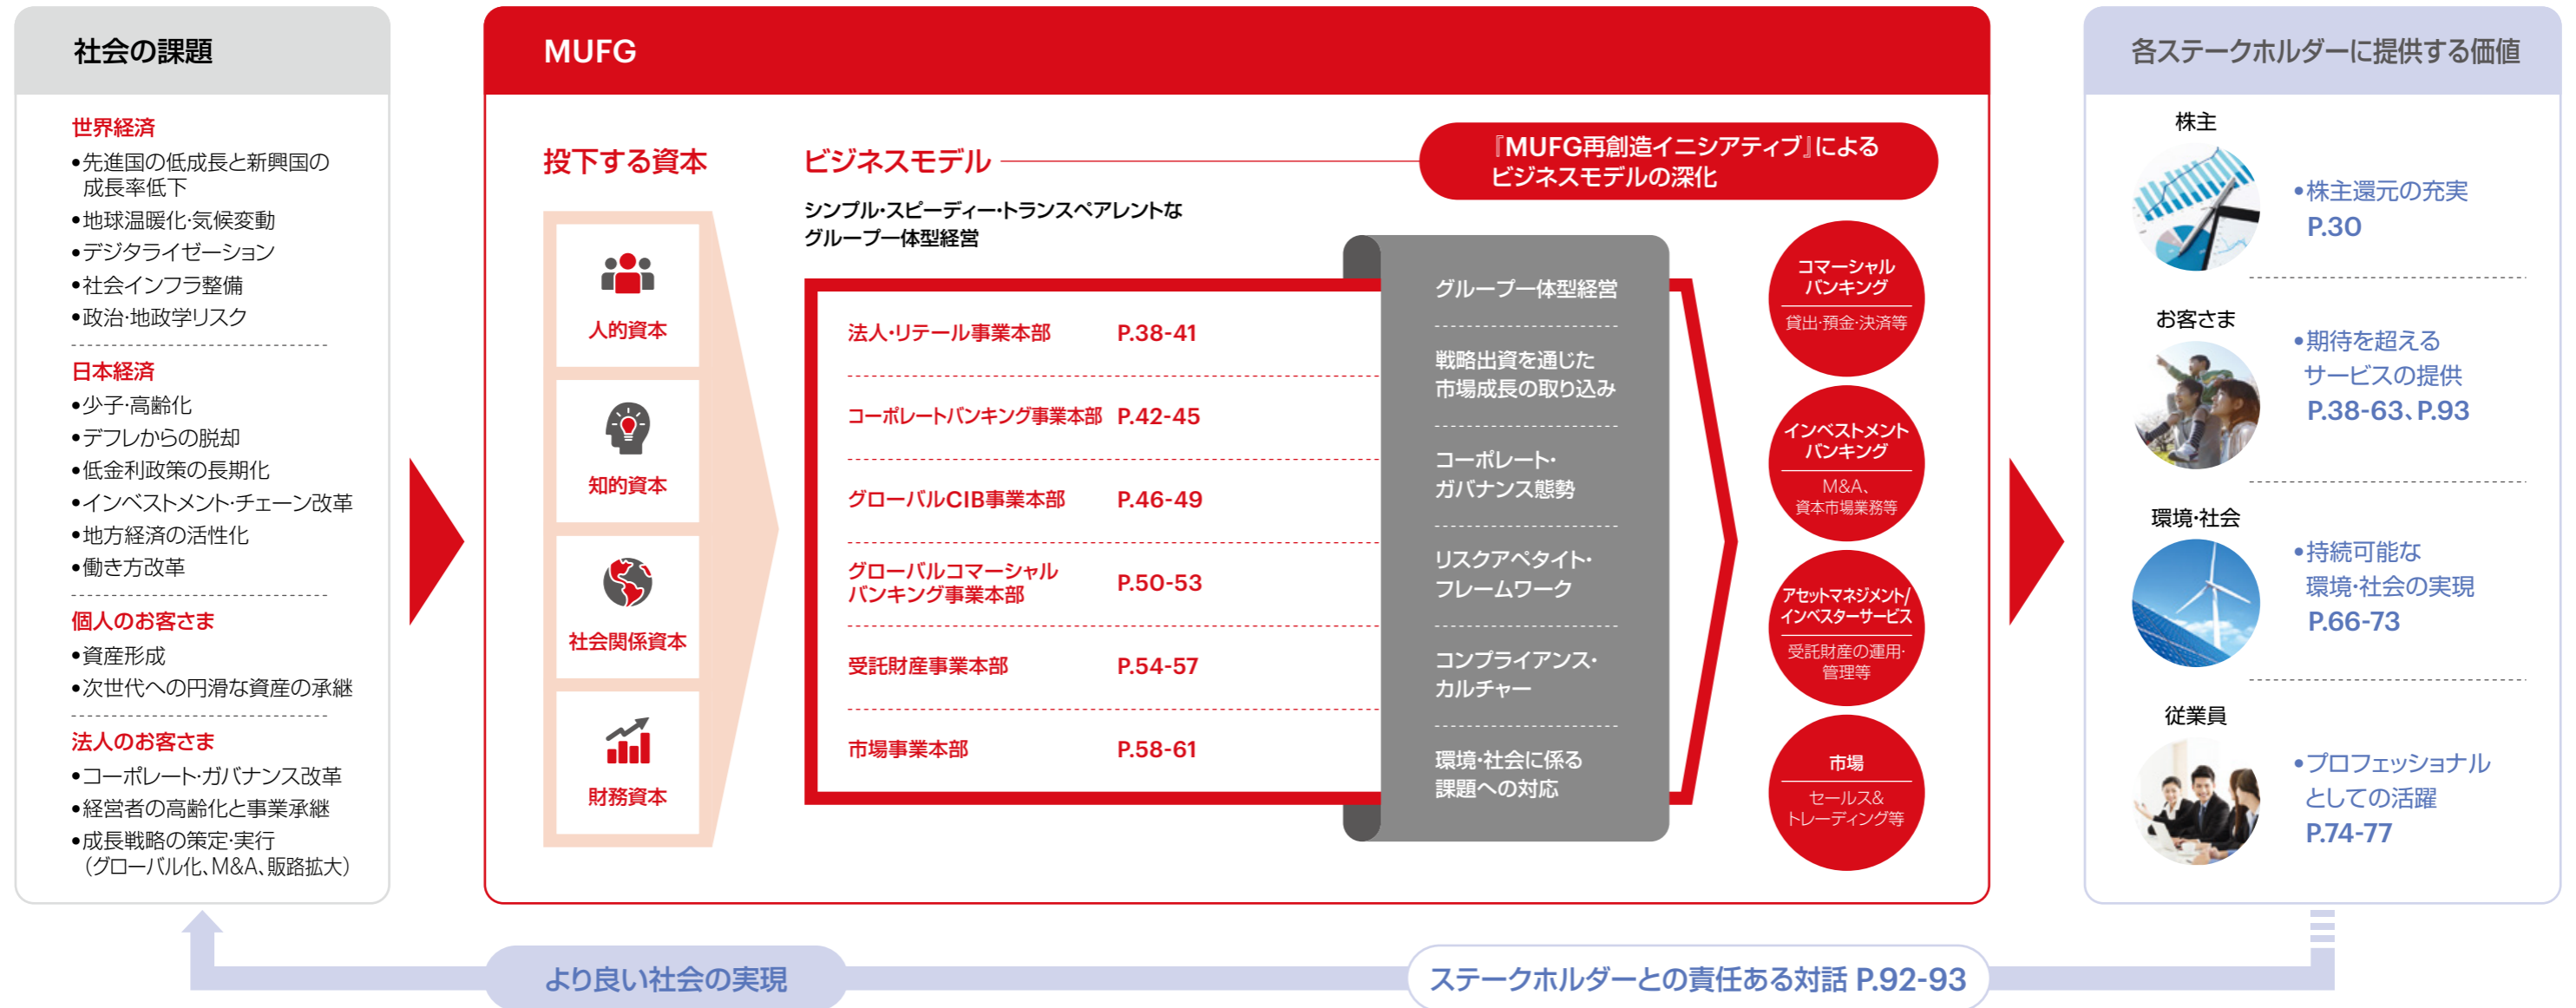 社会の課題
世界経済
•先進国の低成長と新興国の
成長率低下
•地球温暖化・気候変動
•デジタライゼーション
•社会インフラ整備
•政治・地政学リスク
日本経済
•少子・高齢化
•デフレからの脱却
•低金利政策の長期化
•インベストメント・チェーン改革
•地方経済の活性化
•働き方改革
個人のお客さま
•資産形成
•次世代への円滑な資産の承継
法人のお客さま
•コーポレート・ガバナンス改革
•経営者の高齢化と事業承継
•成長戦略の策定・実行
(グローバル化、M&A、販路拡大)
MUFG
投下する資本
人的資本
知的資本
社会関係資本
財務資本
ビジネスモデル
『MUFG再創造イニシアティブ』による
ビジネスモデルの深化
シンプル・スピーディー・トランスペアレントな
グループ一体型経営
法人・リテール事業本部 P.38-41
コーポレートバンキング事業本部 P.42-45
グローバルCIB事業本部 P.46-49
グローバルコマーシャル
バンキング事業本部 P.50-53
受託財産事業本部 P.54-57
市場事業本部 P.58-61
グループ一体型経営
戦略出資を通じた
市場成長の取り込み
コーポレート・
ガバナンス態勢
リスクアペタイト・
フレームワーク
コンプライアンス・
カルチャー
環境・社会に係る
課題への対応
コマーシャル
バンキング
貸出・預金・決済等
インベストメント
バンキング
M&A、
資本市場業務等
アセットマネジメント/
インベスターサービス
受託財産の運用・
管理等
市場
セールス&
トレーディング等
各ステークホルダーに提供する価値
株主
•株主還元の充実
P.30
お客さま
•期待を超える
サービスの提供
P.38-63、P.93
環境・社会
•持続可能な
環境・社会の実現
P.66-73
従業員
•プロフェッショナル
としての活躍
P.74-77
より良い社会の実現
ステークホルダーとの責任ある対話 P.92-93